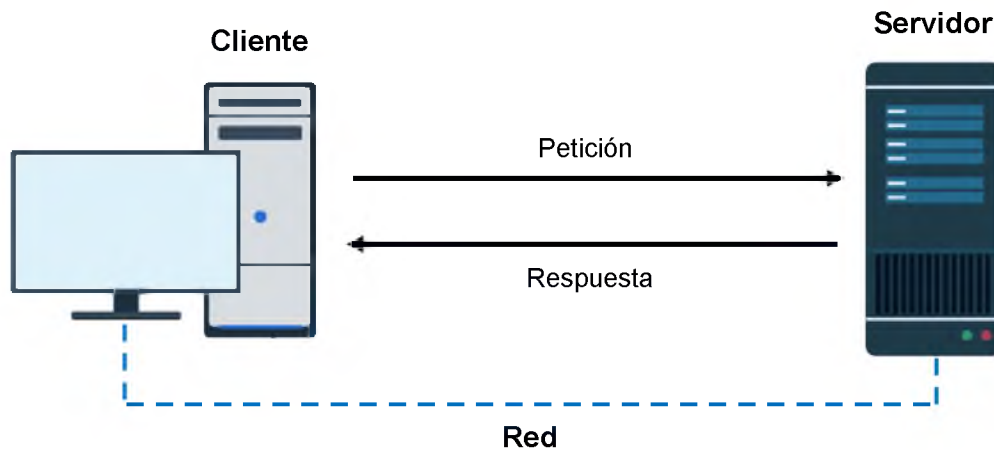 Cliente
Servidor
Petición
Respuesta
Red